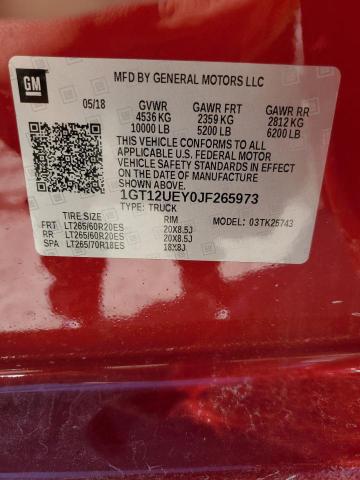 GM
MFD BY GENERAL MOTORS LLC
05/18 GVWR GAWR FRT GAWR RR
4536 KG 2359 KG 2812 KG
10000 LB 5200 LB 6200 LB
THIS VEHICLE CONFORMS TO ALL
APPLICABLE U.S. FEDERAL MOTOR
VEHICLE SAFETY STANDARDS IN EFFECT
ON THE DATE OF MANUFACTURE SHOWN ABOVE.
1GT12UEY0JF265973
TYPE: TRUCK
TIRE SIZE RIM MODEL: 03TK25743
FRT LT265/60R20ES 20X8.5J
RR LT265/60R20ES 20X8.5J
SPA LT265/70R18ES 18X8J